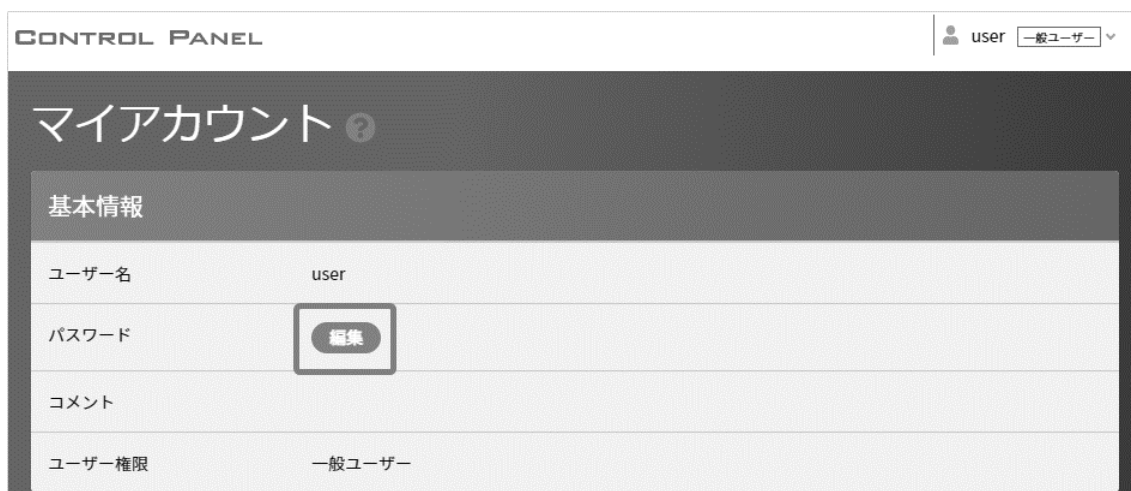 CONTROL PANEL
user 一般ユーザー
マイアカウント ?
基本情報
ユーザー名 user
パスワード 編集
コメント
ユーザー権限 一般ユーザー